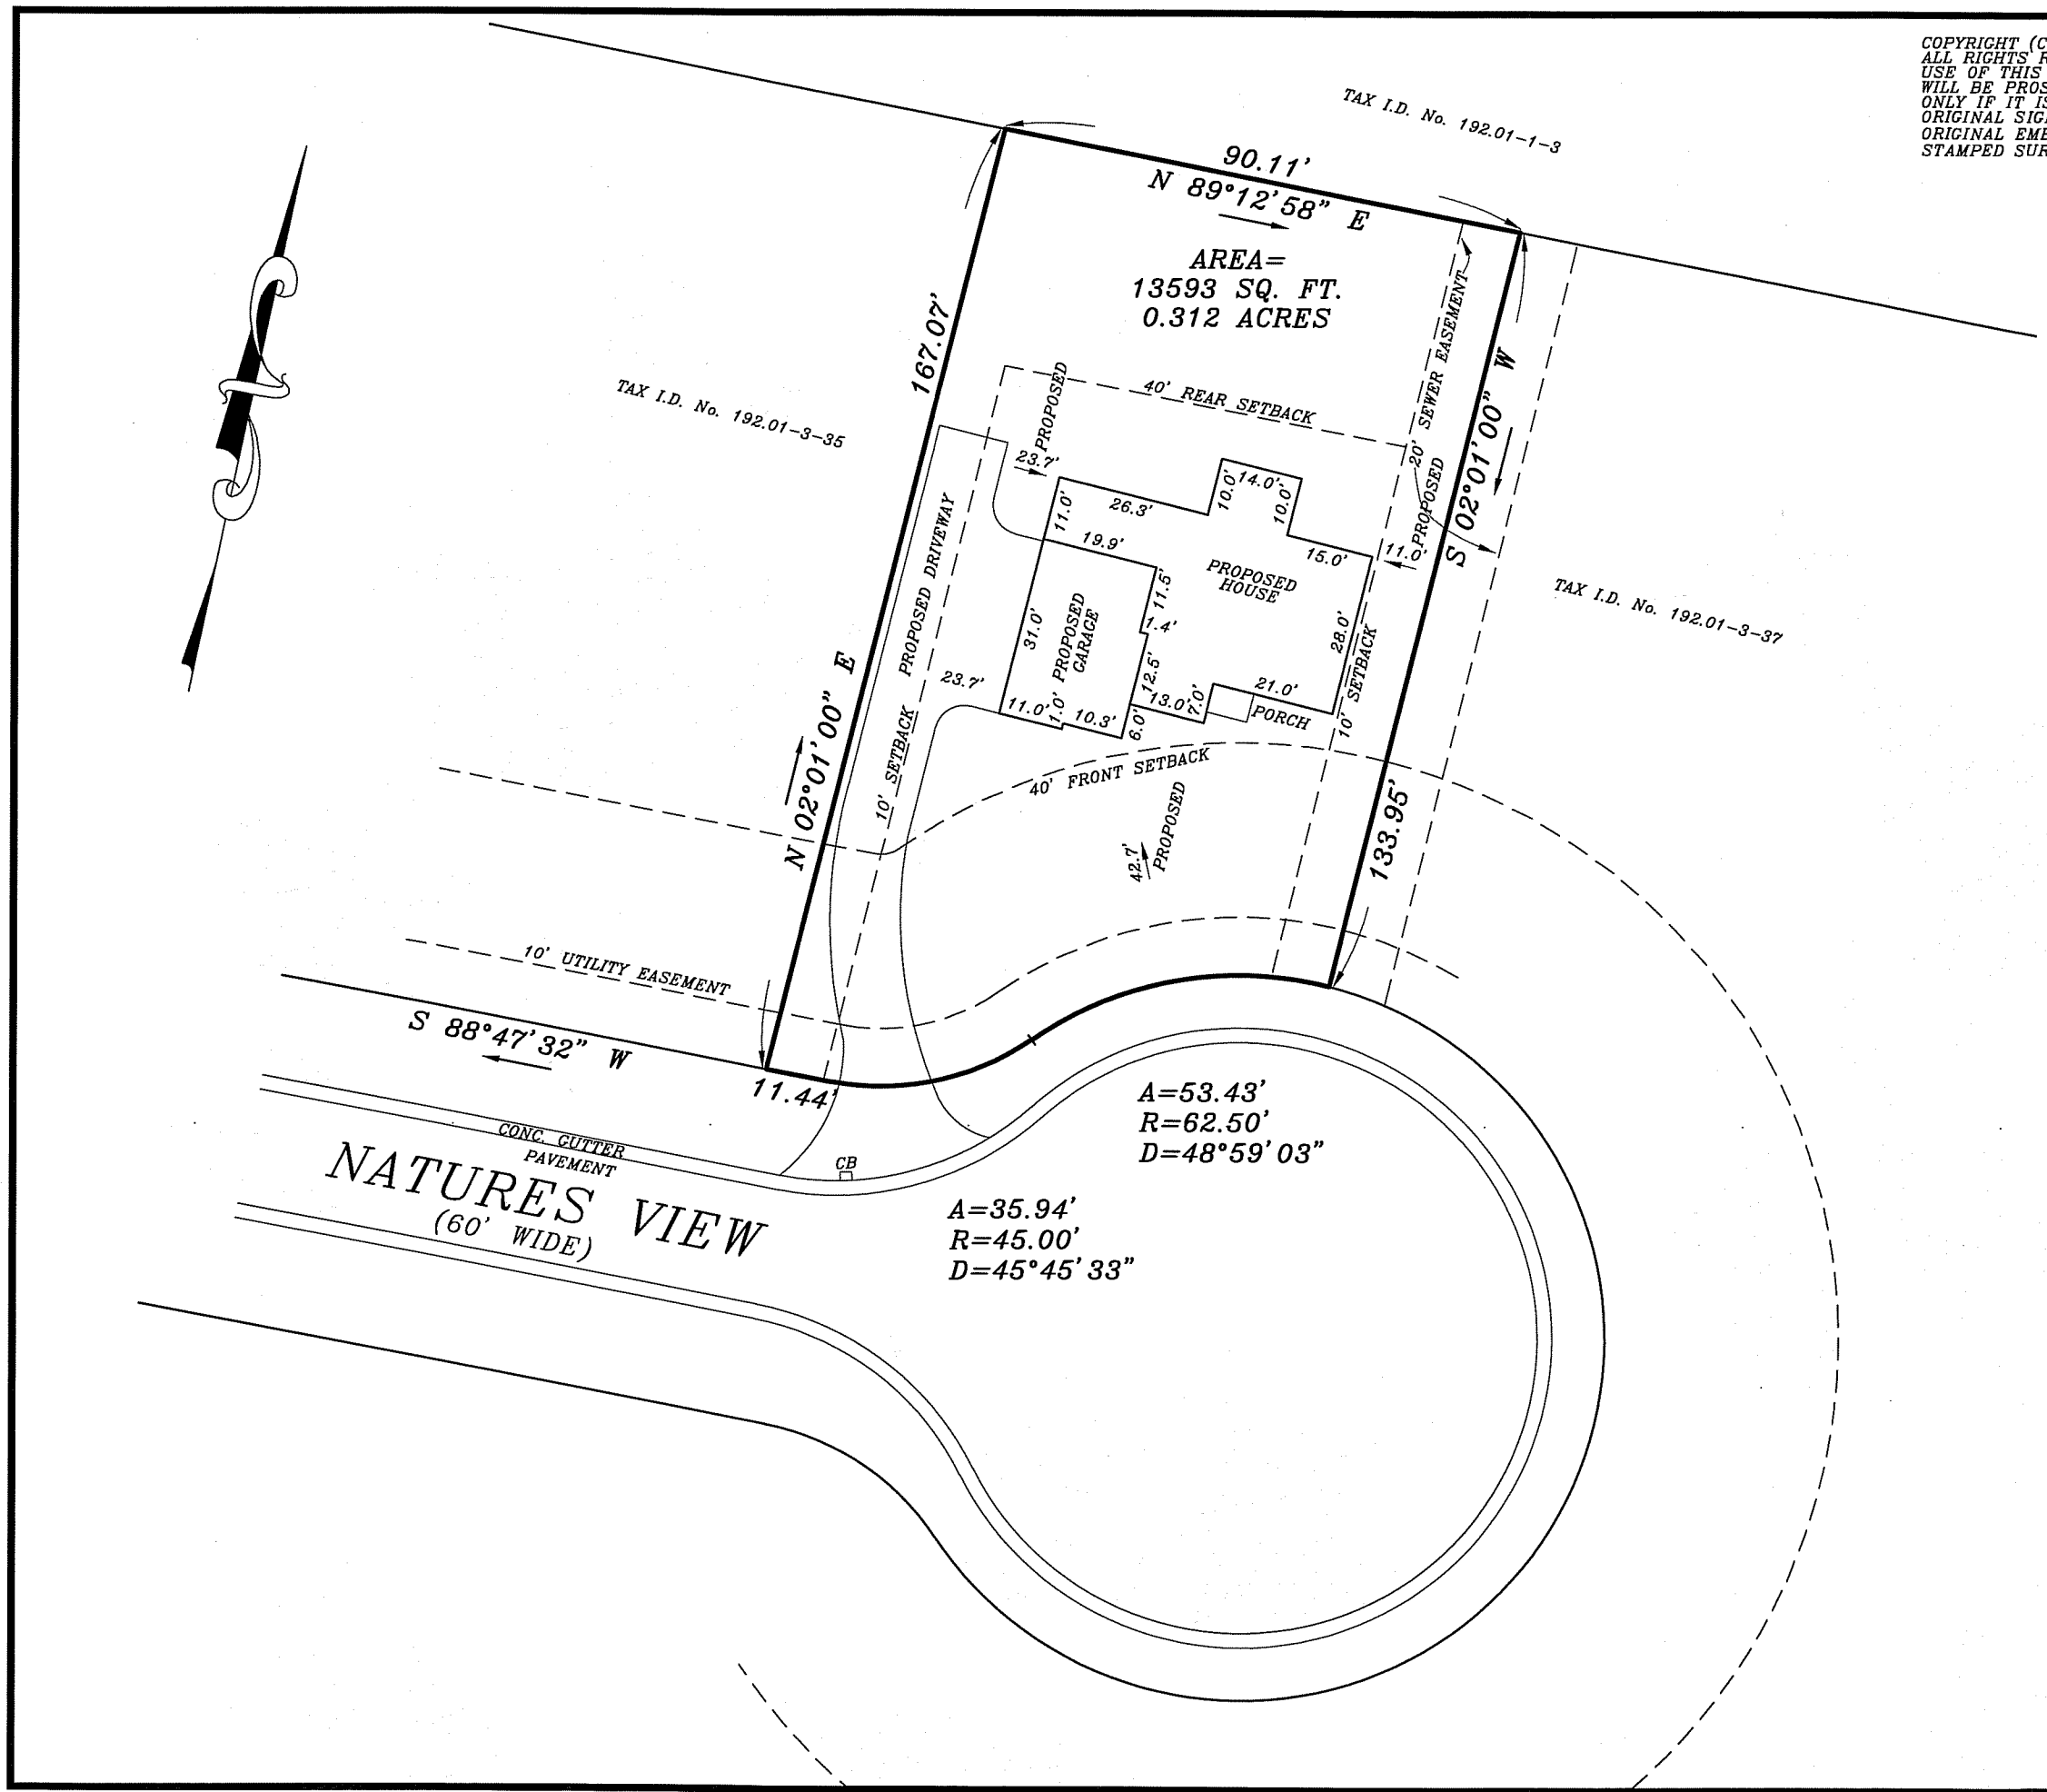 COPYRIGHT (C
ALL RIGHTS R
USE OF THIS
WILL BE PROS
ONLY IF IT IS
ORIGINAL SIG
ORIGINAL EMB
STAMPED SUR
TAX I.D. No. 192.01-1-3
90.11'
N 89°12'58" E
AREA=
13593 SQ. FT.
0.312 ACRES
167.07'
TAX I.D. No. 192.01-3-35
20' SEWER EASEMENT
S 02°01'00" W
40' REAR SETBACK
PROPOSED
23.7'
11.0'
26.3'
10.0'
14.0'
10.0'
15.0'
PROPOSED
11.0'
19.9'
PROPOSED
HOUSE
11.5'
1.4'
31.0'
PROPOSED
GARAGE
12.5'
28.0'
PROPOSED DRIVEWAY
10' SETBACK
TAX I.D. No. 192.01-3-37
23.7'
11.0'
1.0'
10.3'
6.0'
13.0'
7.0'
21.0'
PORCH
10' SETBACK
N 02°01'00" E
40' FRONT SETBACK
PROPOSED
42.7'
133.95'
10' UTILITY EASEMENT
S 88°47'32" W
11.44'
A=53.43'
R=62.50'
D=48°59'03"
CONC. GUTTER
PAVEMENT
CB
NATURES VIEW
(60' WIDE)
A=35.94'
R=45.00'
D=45°45'33"